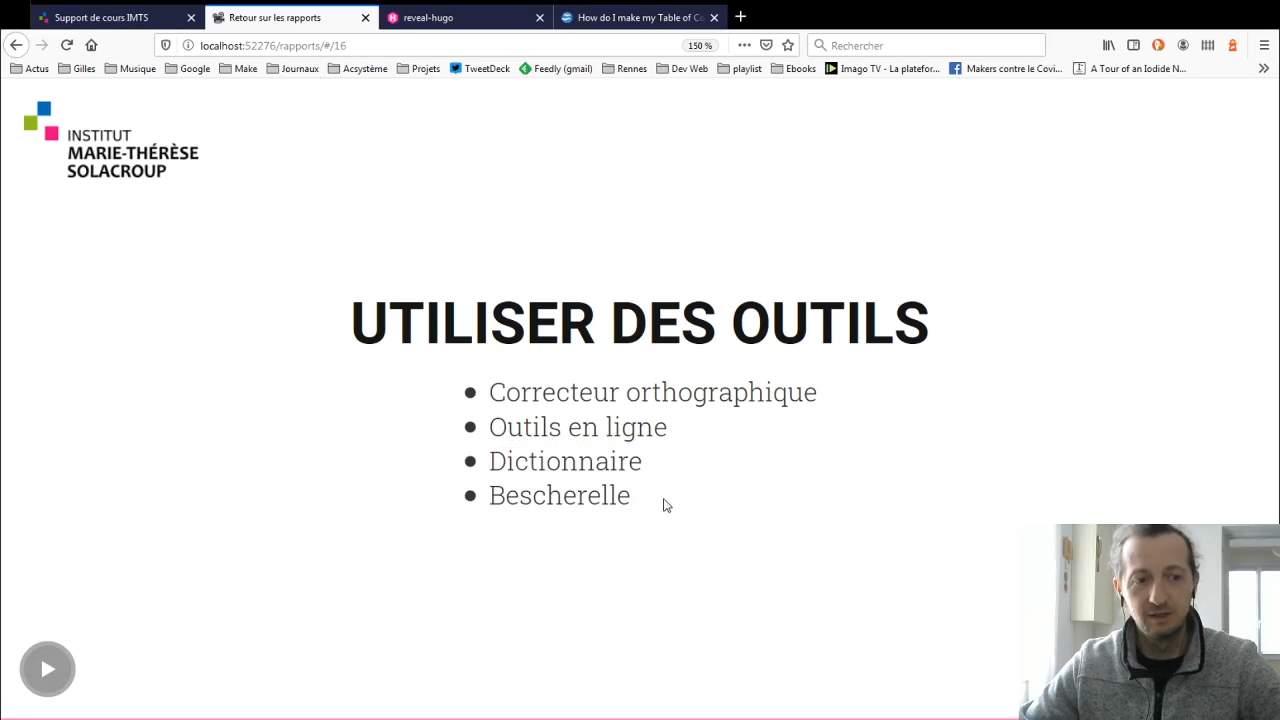 Support de cours IMTS
Retour sur les rapports
reveal-hugo
How do I make my Table of Co
localhost:52276/rapports/#/16
150 %
Rechercher
Actus
Gilles
Musique
Google
Make
Journaux
Acsystème
Projets
TweetDeck
Feedly (gmail)
Rennes
Dev Web
playlist
Ebooks
Imago TV - La platefor...
Makers contre le Covi...
A Tour of an Iodide N...
INSTITUT
MARIE-THÉRÈSE
SOLACROUP
UTILISER DES OUTILS
Correcteur orthographique
Outils en ligne
Dictionnaire
Bescherelle